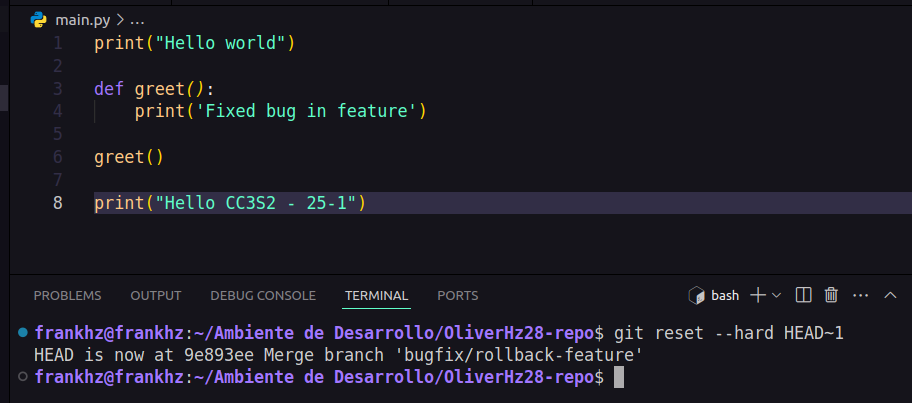 main.py > ...
1 print("Hello world")
2
3 def greet():
4     print('Fixed bug in feature')
5
6 greet()
7
8 print("Hello CC3S2 - 25-1")
PROBLEMS OUTPUT DEBUG CONSOLE TERMINAL PORTS bash
frankhz@frankhz:~/Ambiente de Desarrollo/OliverHz28-repo$ git reset --hard HEAD~1
HEAD is now at 9e893ee Merge branch 'bugfix/rollback-feature'
frankhz@frankhz:~/Ambiente de Desarrollo/OliverHz28-repo$